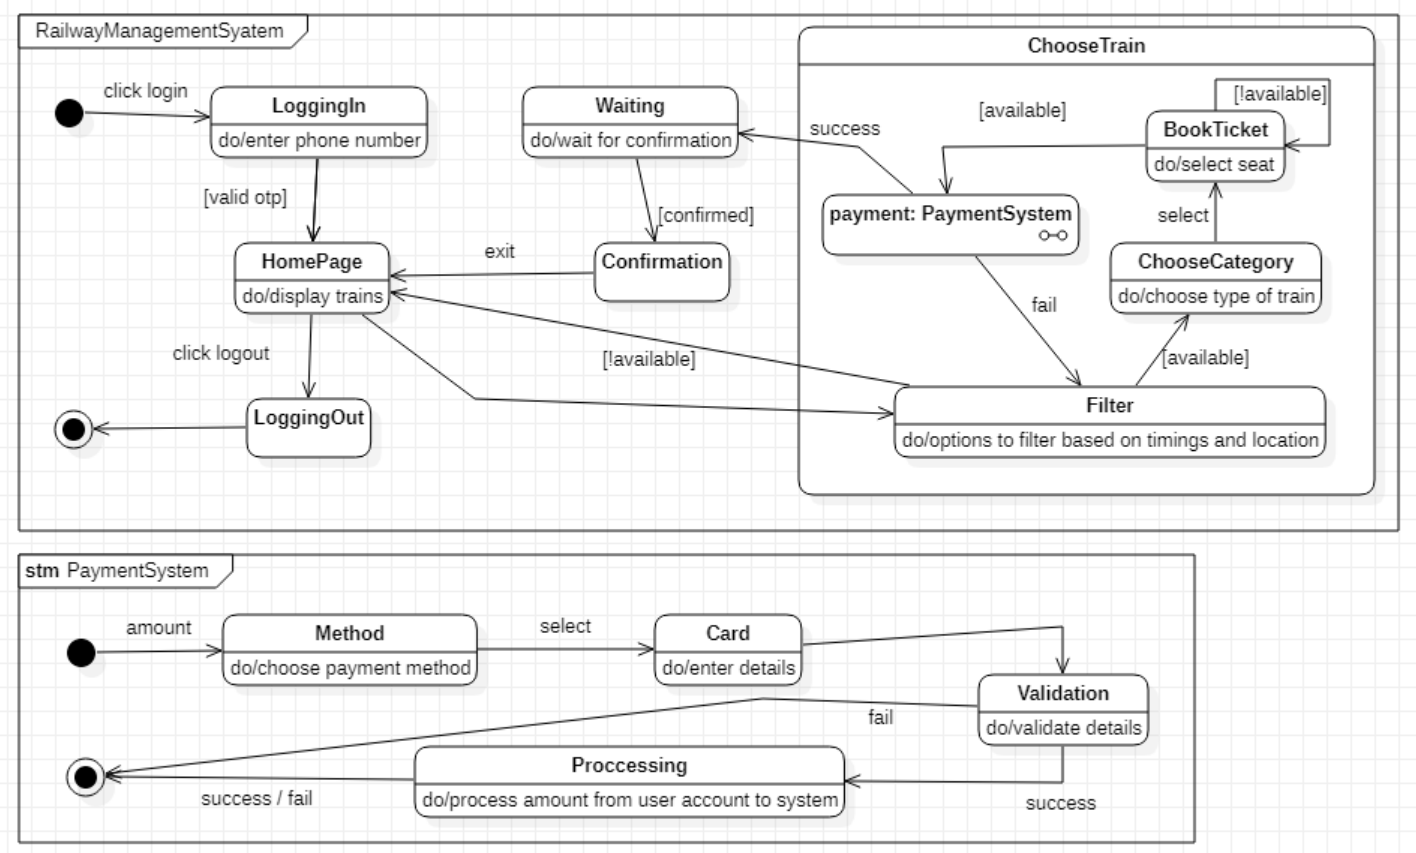 RailwayManagementSyatem
ChooseTrain
click login
LoggingIn
do/enter phone number
Waiting
do/wait for confirmation
success
[available]
[!available]
BookTicket
do/select seat
[valid otp]
[confirmed]
payment: PaymentSystem
select
HomePage
do/display trains
exit
Confirmation
ChooseCategory
do/choose type of train
fail
click logout
[!available]
[available]
LoggingOut
Filter
do/options to filter based on timings and location
stm PaymentSystem
amount
Method
do/choose payment method
select
Card
do/enter details
Validation
do/validate details
fail
Proccessing
do/process amount from user account to system
success / fail
success